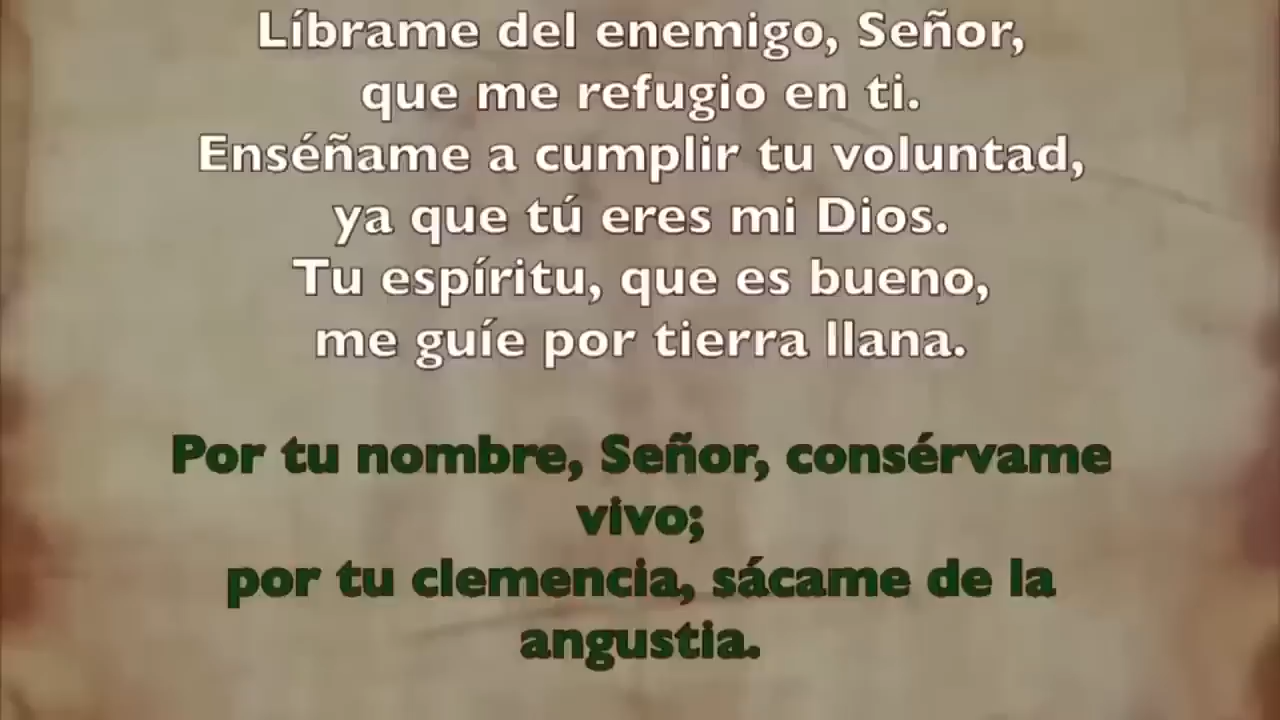 Líbrame del enemigo, Señor,
que me refugio en ti.
Enséñame a cumplir tu voluntad,
ya que tú eres mi Dios.
Tu espíritu, que es bueno,
me guíe por tierra llana.
Por tu nombre, Señor, consérvame
vivo;
por tu clemencia, sácame de la
angustia.